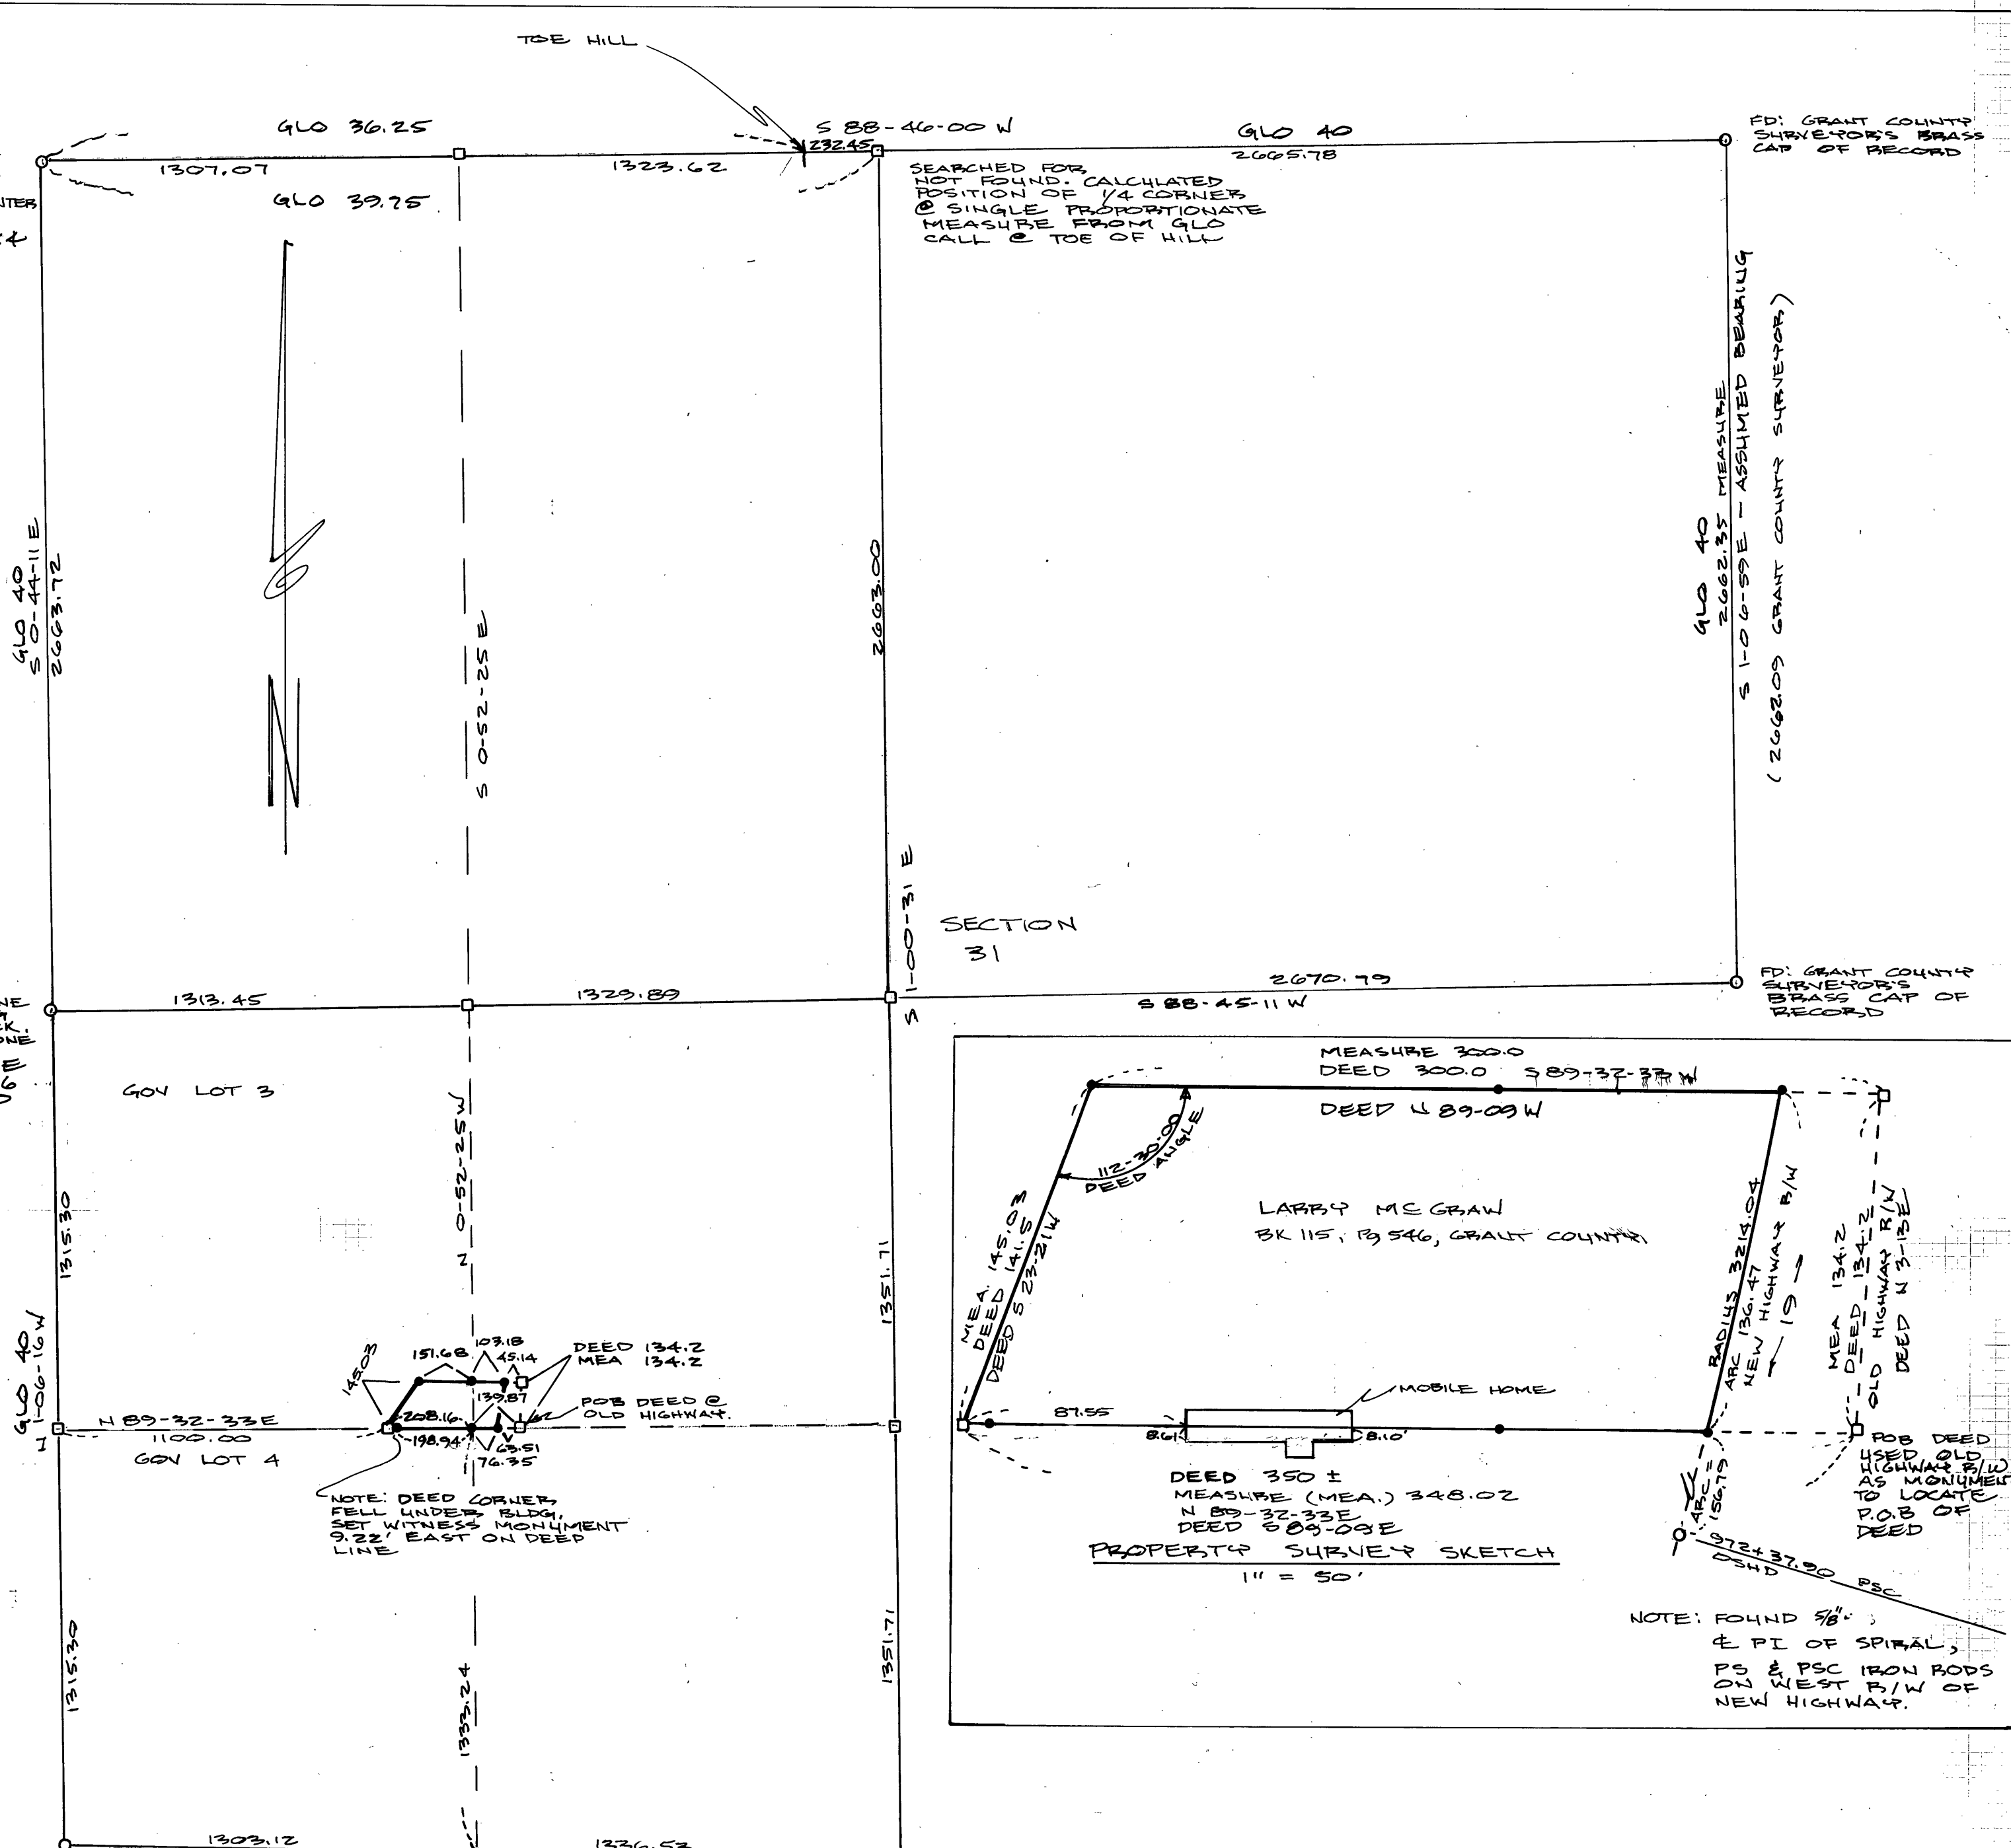 TOE HILL
GLO 36.25
1307.07
GLO 39.25
1323.62
S 88-46-00 W
232.45
GLO 40
2665.78
FD: GRANT COUNTY
SURVEYOR'S BRASS
CAP OF RECORD
SEARCHED FOR
NOT FOUND. CALCULATED
POSITION OF 1/4 CORNER
@ SINGLE PROPORTIONATE
MEASURE FROM GLO
CALL @ TOE OF HILL
N
GLO 40
S 0-44-11 E
2663.72
S 0-52-25 E
2663.00
S 1-00-31 E
GLO 40
2662.35 MEASURE
S 1-06-59 E - ASSUMED BEARING
(2662.09 GRANT COUNTY SURVEYOR)
SECTION
31
1313.45
1329.89
2670.79
S 88-45-11 W
FD: GRANT COUNTY
SURVEYOR'S
BRASS CAP OF
RECORD
GOV LOT 3
N 0-52-25 W
1315.30
1351.71
GLO 40
N 1-06-16 W
145.03
151.68
103.18
45.14
DEED 134.2
MEA 134.2
139.87
POB DEED @
OLD HIGHWAY.
N 89-32-33 E
1100.00
208.16
198.94
63.51
76.35
GOV LOT 4
NOTE: DEED CORNER
FELL UNDER BLDG.
SET WITNESS MONUMENT
9.22' EAST ON DEED
LINE
1315.30
1333.24
1351.71
1303.12
1336.53
MEASURE 300.0
DEED 300.0 S 89-32-33 W
DEED N 89-09 W
112-30-00
DEED ANGLE
MEA. 145.03
DEED 141.5
DEED S 23-21 W
LARRY MC GRAW
BK 115, Pg 546, GRANT COUNTY
RADIUS 3214.04
ARC 136.47
NEW HIGHWAY R/W
19
MEA 134.2
DEED 134.2
OLD HIGHWAY R/W
DEED N 3-13 E
MOBILE HOME
87.55
8.61
8.10'
DEED 350 ±
MEASURE (MEA.) 348.02
N 89-32-33 E
DEED S 89-09 E
PROPERTY SURVEY SKETCH
1" = 50'
POB DEED
USED OLD
HIGHWAY R/W
AS MONUMENT
TO LOCATE
P.O.B OF
DEED
ARC =
156.79
972+37.90 PSC
OSHD
NOTE: FOUND 5/8"
℄ PI OF SPIRAL,
PS & PSC IRON RODS
ON WEST R/W OF
NEW HIGHWAY.